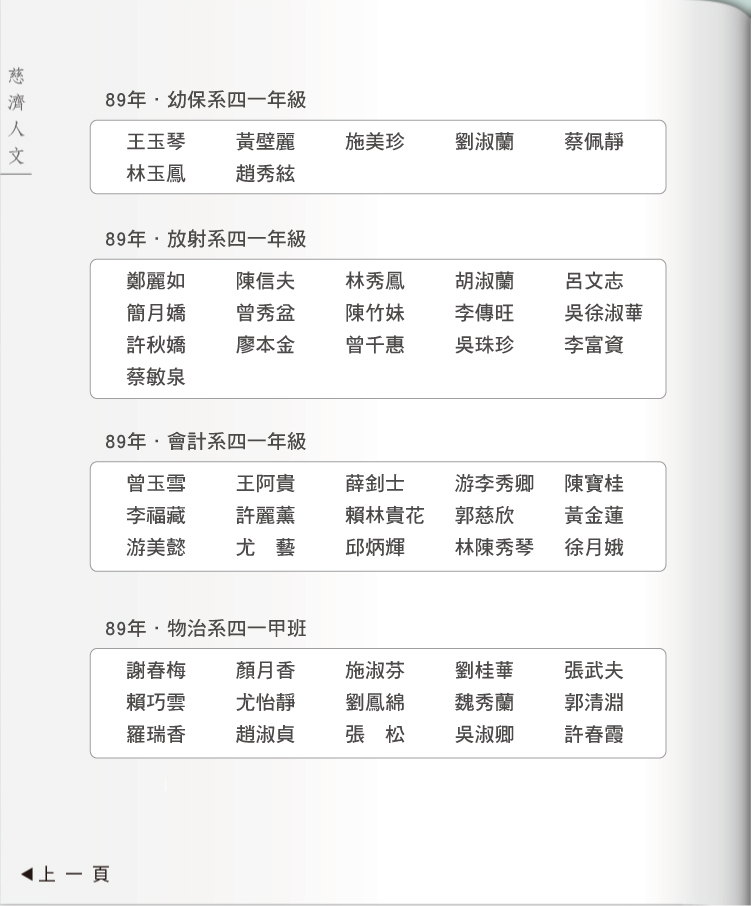 慈濟人文
89年．幼保系四一年級
王玉琴 黃壁麗 施美珍 劉淑蘭 蔡佩靜
林玉鳳 趙秀絃
89年．放射系四一年級
鄭麗如 陳信夫 林秀鳳 胡淑蘭 呂文志
簡月嬌 曾秀盆 陳竹妹 李傳旺 吳徐淑華
許秋嬌 廖本金 曾千惠 吳珠珍 李富資
蔡敏泉
89年．會計系四一年級
曾玉雪 王阿貴 薛釗士 游李秀卿 陳寶桂
李福藏 許麗薰 賴林貴花 郭慈欣 黃金蓮
游美懿 尤　藝 邱炳輝 林陳秀琴 徐月娥
89年．物治系四一甲班
謝春梅 顏月香 施淑芬 劉桂華 張武夫
賴巧雲 尤怡靜 劉鳳綿 魏秀蘭 郭清淵
羅瑞香 趙淑貞 張　松 吳淑卿 許春霞
◀上一頁